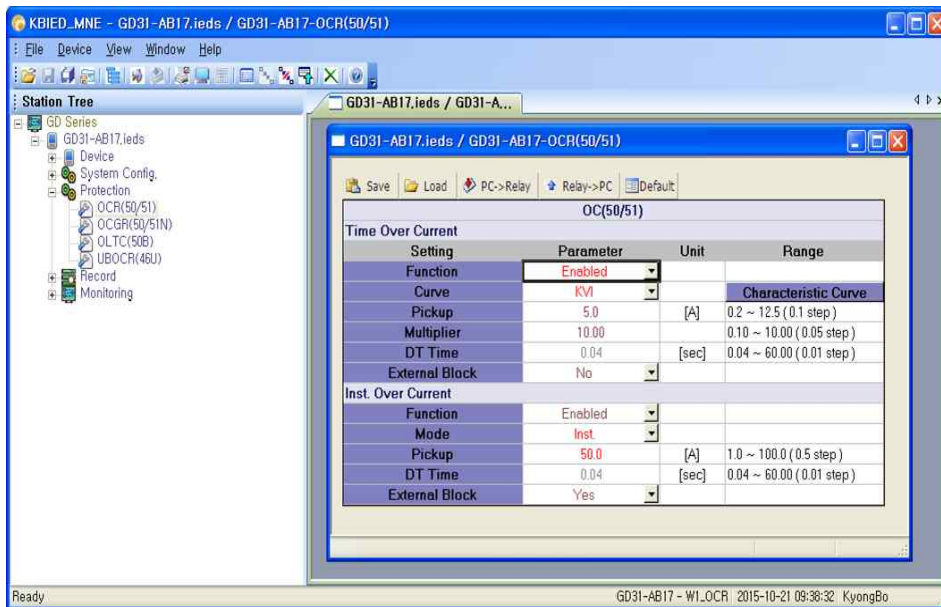 KBIED_MNE - GD31-AB17.ieds / GD31-AB17-OCR(50/51)
File Device View Window Help
Station Tree
GD Series
GD31-AB17.ieds
Device
System Config.
Protection
OCR(50/51)
OCGR(50/51N)
OLTC(50B)
UBOCR(46U)
Record
Monitoring
GD31-AB17.ieds / GD31-A...
GD31-AB17.ieds / GD31-AB17-OCR(50/51)
Save Load PC->Relay Relay->PC Default
OC(50/51)
Time Over Current
Setting Parameter Unit Range
Function Enabled
Curve KVI Characteristic Curve
Pickup 5.0 [A] 0.2 ~ 12.5 ( 0.1 step )
Multiplier 10.00 0.10 ~ 10.00 ( 0.05 step )
DT Time 0.04 [sec] 0.04 ~ 60.00 ( 0.01 step )
External Block No
Inst. Over Current
Function Enabled
Mode Inst.
Pickup 50.0 [A] 1.0 ~ 100.0 ( 0.5 step )
DT Time 0.04 [sec] 0.04 ~ 60.00 ( 0.01 step )
External Block Yes
Ready GD31-AB17 - W1_OCR 2015-10-21 09:38:32 KyongBo